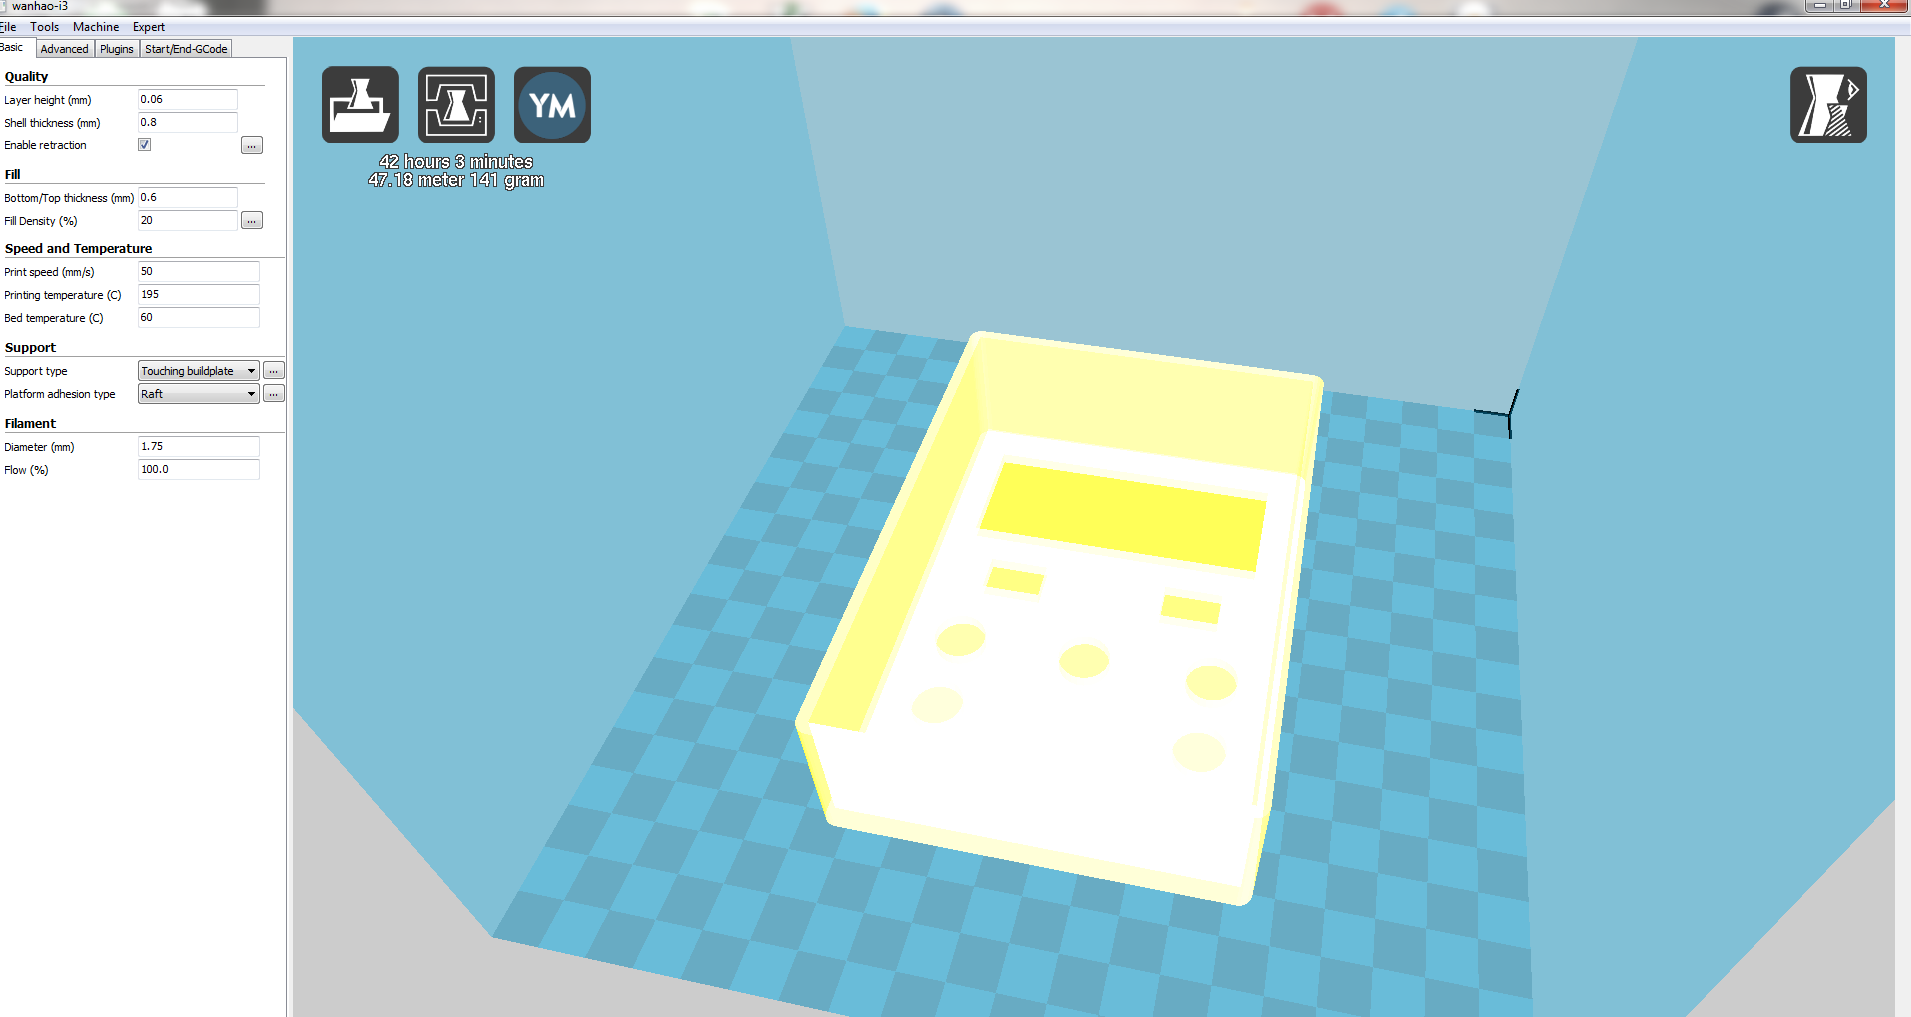 wanhao-i3
File Tools Machine Expert
Basic Advanced Plugins Start/End-GCode
Quality
Layer height (mm) 0.06
Shell thickness (mm) 0.8
Enable retraction ...
Fill
Bottom/Top thickness (mm) 0.6
Fill Density (%) 20 ...
Speed and Temperature
Print speed (mm/s) 50
Printing temperature (C) 195
Bed temperature (C) 60
Support
Support type Touching buildplate ...
Platform adhesion type Raft ...
Filament
Diameter (mm) 1.75
Flow (%) 100.0
YM
42 hours 3 minutes
47.18 meter 141 gram